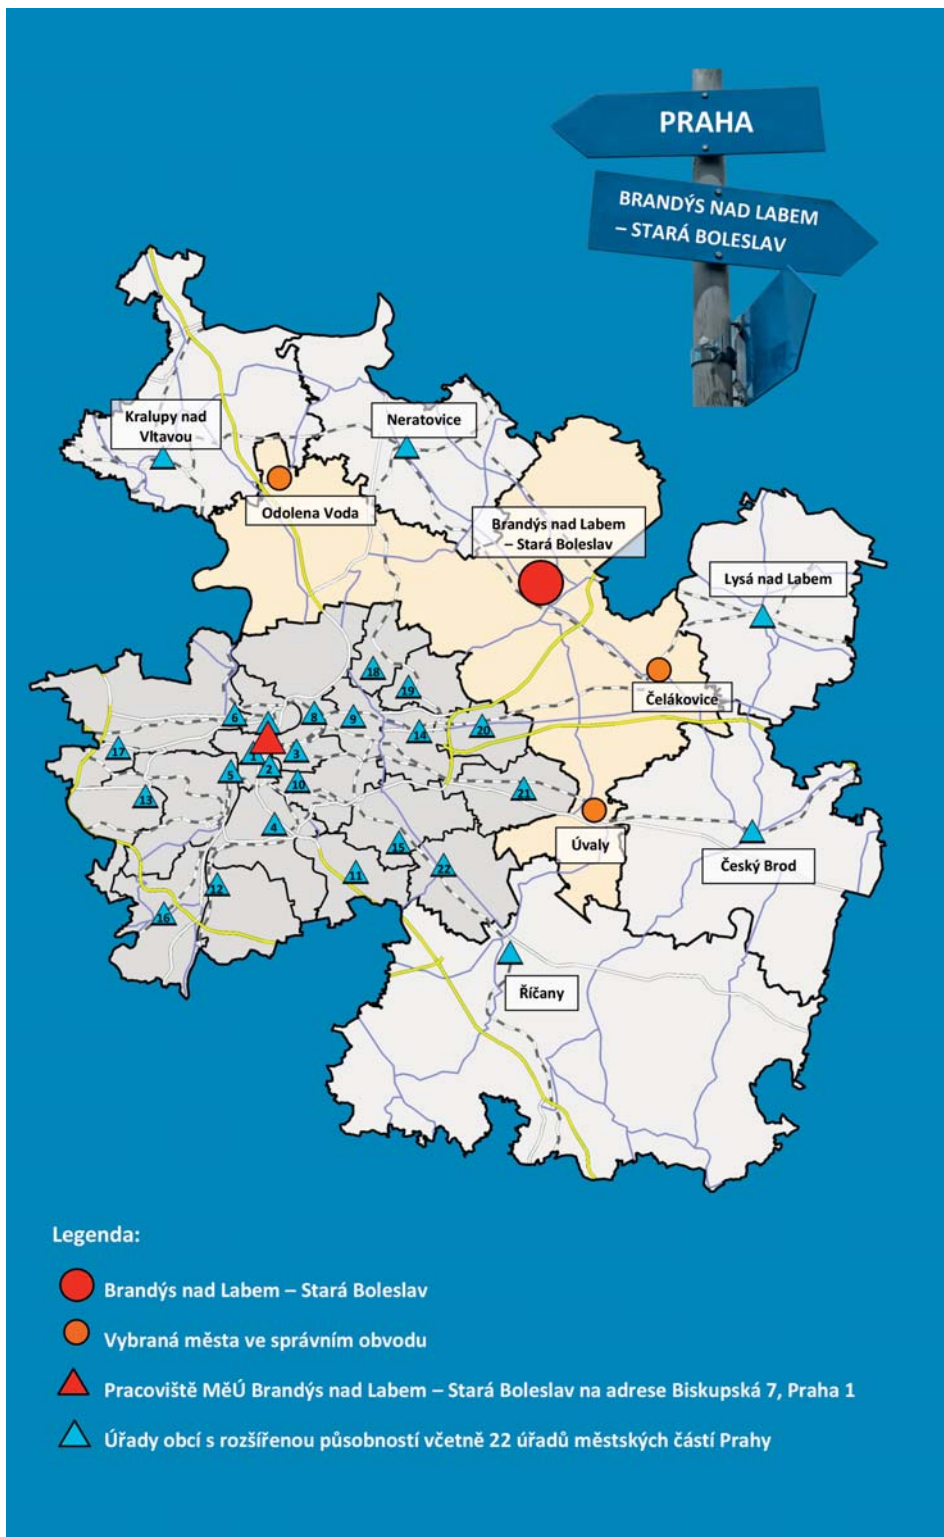 PRAHA
BRANDÝS NAD LABEM
– STARÁ BOLESLAV
Kralupy nad
Vltavou
Neratovice
Odolena Voda
Brandýs nad Labem
– Stará Boleslav
Lysá nad Labem
Čelákovice
18
19
6
8
9
14
20
17
1
3
2
5
10
13
21
4
Úvaly
Český Brod
15
22
11
12
16
Říčany
Legenda:
Brandýs nad Labem – Stará Boleslav
Vybraná města ve správním obvodu
Pracoviště MěÚ Brandýs nad Labem – Stará Boleslav na adrese Biskupská 7, Praha 1
Úřady obcí s rozšířenou působností včetně 22 úřadů městských částí Prahy